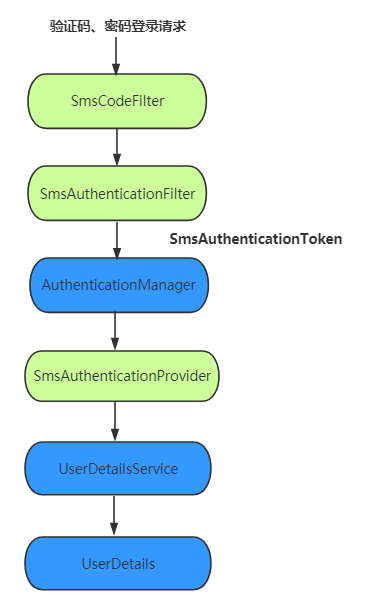 验证码、密码登录请求
SmsCodeFilter
SmsAuthenticationFilter
SmsAuthenticationToken
AuthenticationManager
SmsAuthenticationProvider
UserDetailsService
UserDetails